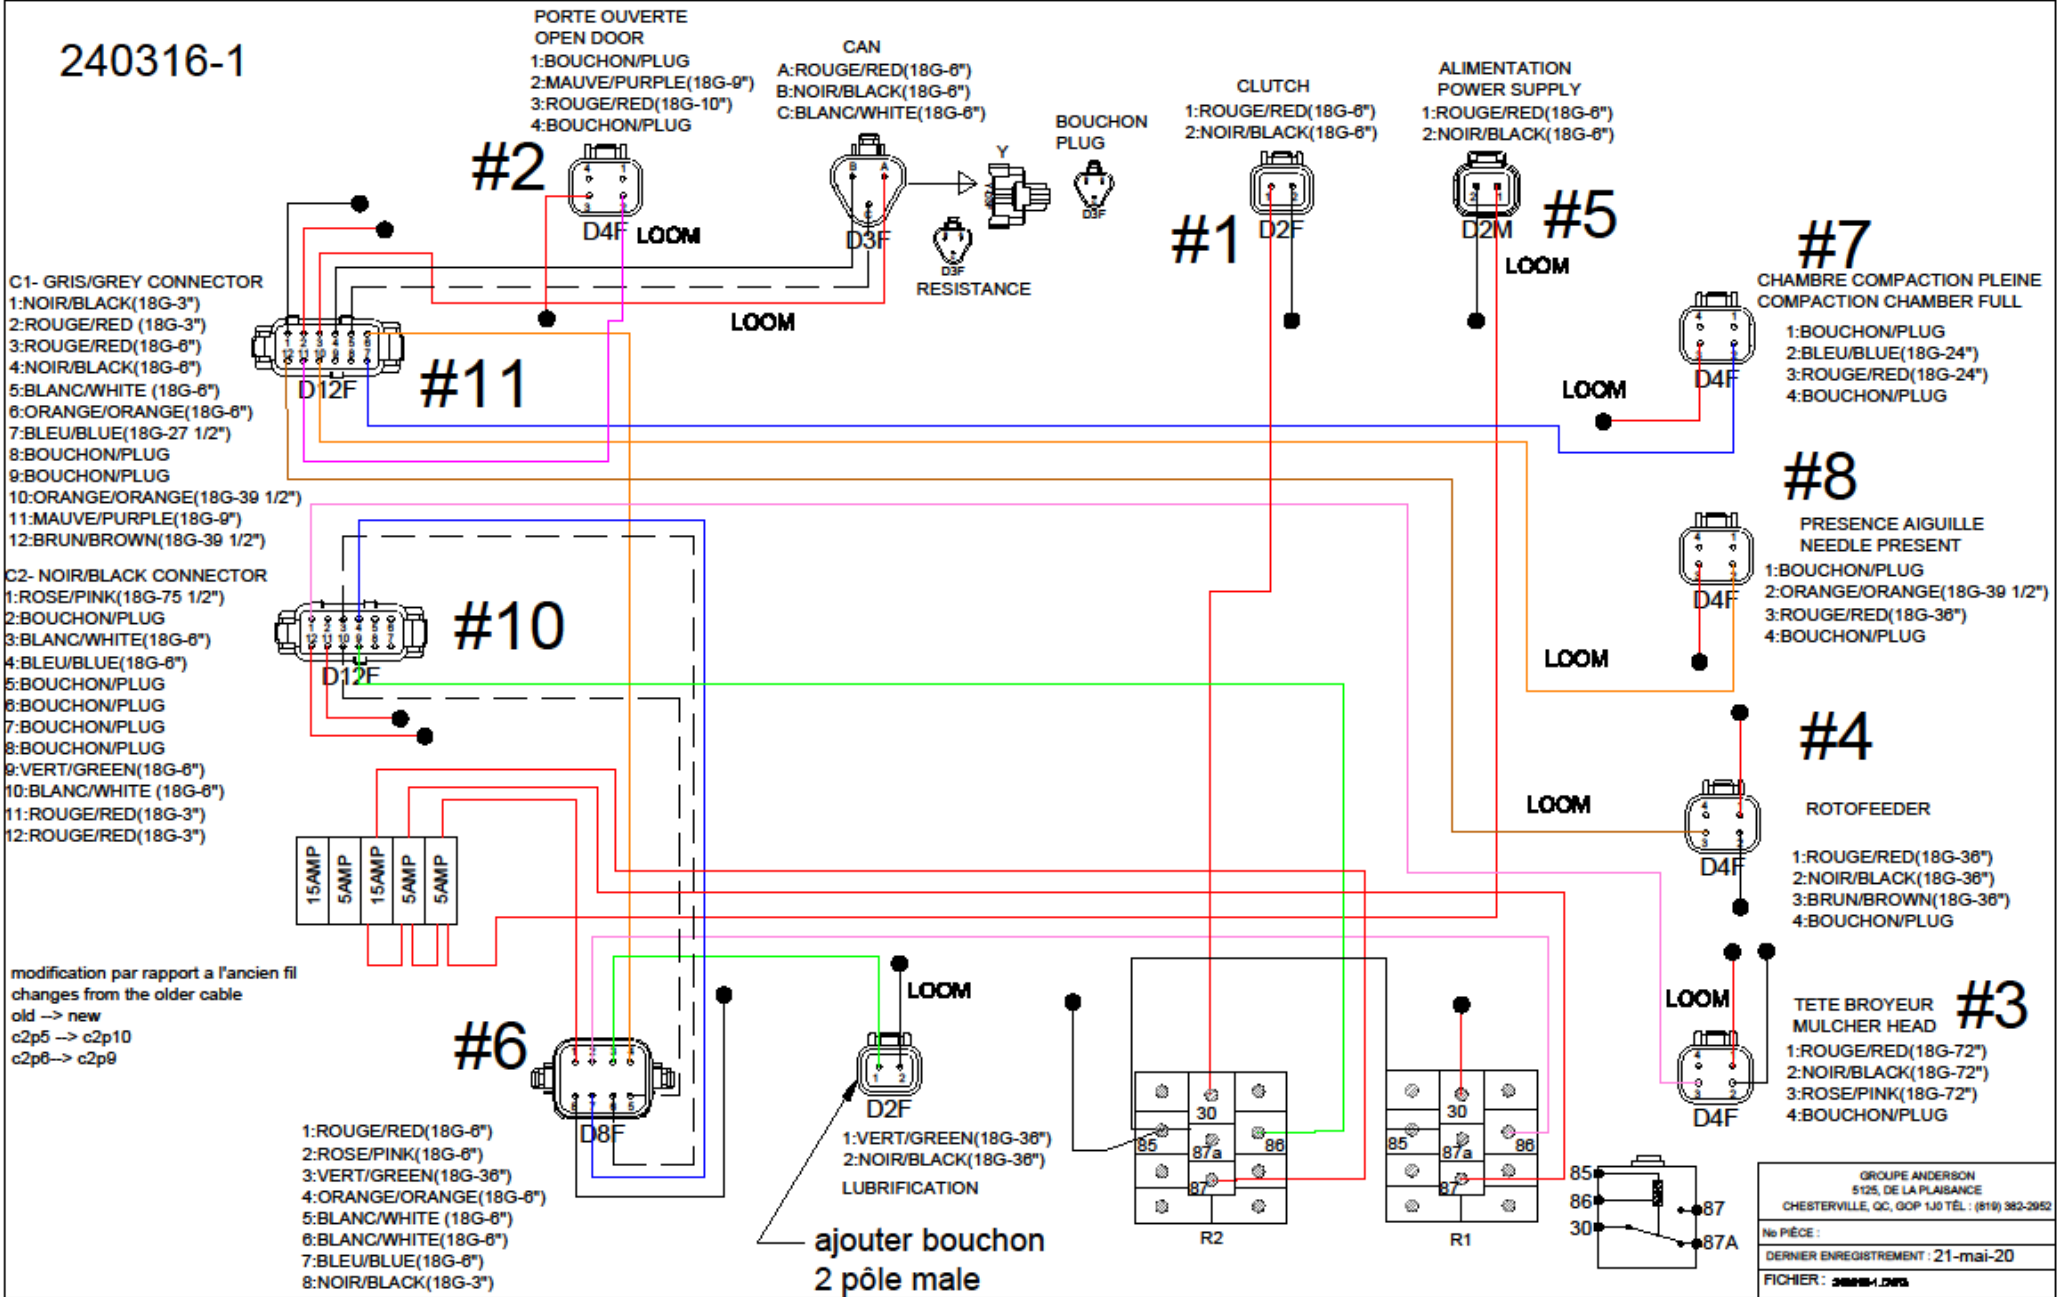 240316-1
PORTE OUVERTE
OPEN DOOR
1:BOUCHON/PLUG
2:MAUVE/PURPLE(18G-9")
3:ROUGE/RED(18G-10")
4:BOUCHON/PLUG
#2
D4F
LOOM
CAN
A:ROUGE/RED(18G-6")
B:NOIR/BLACK(18G-6")
C:BLANC/WHITE(18G-6")
B A
C
D3F
Y
BOUCHON
PLUG
D3F
D3F
RESISTANCE
LOOM
CLUTCH
1:ROUGE/RED(18G-6")
2:NOIR/BLACK(18G-6")
#1
D2F
ALIMENTATION
POWER SUPPLY
1:ROUGE/RED(18G-6")
2:NOIR/BLACK(18G-6")
#5
D2M
LOOM
#7
CHAMBRE COMPACTION PLEINE
COMPACTION CHAMBER FULL
1:BOUCHON/PLUG
2:BLEU/BLUE(18G-24")
3:ROUGE/RED(18G-24")
4:BOUCHON/PLUG
D4F
LOOM
C1- GRIS/GREY CONNECTOR
1:NOIR/BLACK(18G-3")
2:ROUGE/RED (18G-3")
3:ROUGE/RED(18G-6")
4:NOIR/BLACK(18G-6")
5:BLANC/WHITE (18G-6")
6:ORANGE/ORANGE(18G-6")
7:BLEU/BLUE(18G-27 1/2")
8:BOUCHON/PLUG
9:BOUCHON/PLUG
10:ORANGE/ORANGE(18G-39 1/2")
11:MAUVE/PURPLE(18G-9")
12:BRUN/BROWN(18G-39 1/2")
D12F
#11
#8
PRESENCE AIGUILLE
NEEDLE PRESENT
1:BOUCHON/PLUG
2:ORANGE/ORANGE(18G-39 1/2")
3:ROUGE/RED(18G-36")
4:BOUCHON/PLUG
D4F
LOOM
C2- NOIR/BLACK CONNECTOR
1:ROSE/PINK(18G-75 1/2")
2:BOUCHON/PLUG
3:BLANC/WHITE(18G-6")
4:BLEU/BLUE(18G-6")
5:BOUCHON/PLUG
6:BOUCHON/PLUG
7:BOUCHON/PLUG
8:BOUCHON/PLUG
9:VERT/GREEN(18G-6")
10:BLANC/WHITE (18G-6")
11:ROUGE/RED(18G-3")
12:ROUGE/RED(18G-3")
D12F
#10
#4
ROTOFEEDER
1:ROUGE/RED(18G-36")
2:NOIR/BLACK(18G-36")
3:BRUN/BROWN(18G-36")
4:BOUCHON/PLUG
D4F
LOOM
15AMP
5AMP
15AMP
5AMP
5AMP
modification par rapport a l'ancien fil
changes from the older cable
old --> new
c2p5 --> c2p10
c2p6--> c2p9
#6
D8F
1:ROUGE/RED(18G-6")
2:ROSE/PINK(18G-6")
3:VERT/GREEN(18G-36")
4:ORANGE/ORANGE(18G-6")
5:BLANC/WHITE (18G-6")
6:BLANC/WHITE(18G-6")
7:BLEU/BLUE(18G-6")
8:NOIR/BLACK(18G-3")
LOOM
1 2
D2F
1:VERT/GREEN(18G-36")
2:NOIR/BLACK(18G-36")
LUBRIFICATION
ajouter bouchon
2 pôle male
30
85
87a
86
87
R2
30
85
87a
86
87
R1
LOOM
#3
TETE BROYEUR
MULCHER HEAD
1:ROUGE/RED(18G-72")
2:NOIR/BLACK(18G-72")
3:ROSE/PINK(18G-72")
4:BOUCHON/PLUG
D4F
85
86
30
87
87A
GROUPE ANDERSON
5125, DE LA PLAISANCE
CHESTERVILLE, QC, GOP 1J0 TÉL : (819) 382-2952
No PIÈCE :
DERNIER ENREGISTREMENT : 21-mai-20
FICHIER :